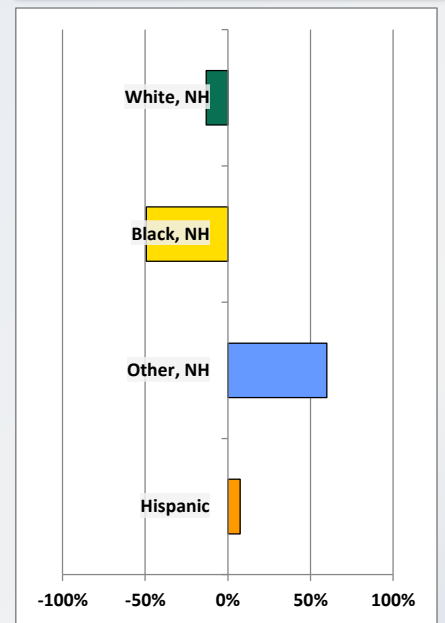 White, NH
Black, NH
Other, NH
Hispanic
-100% -50% 0% 50% 100%